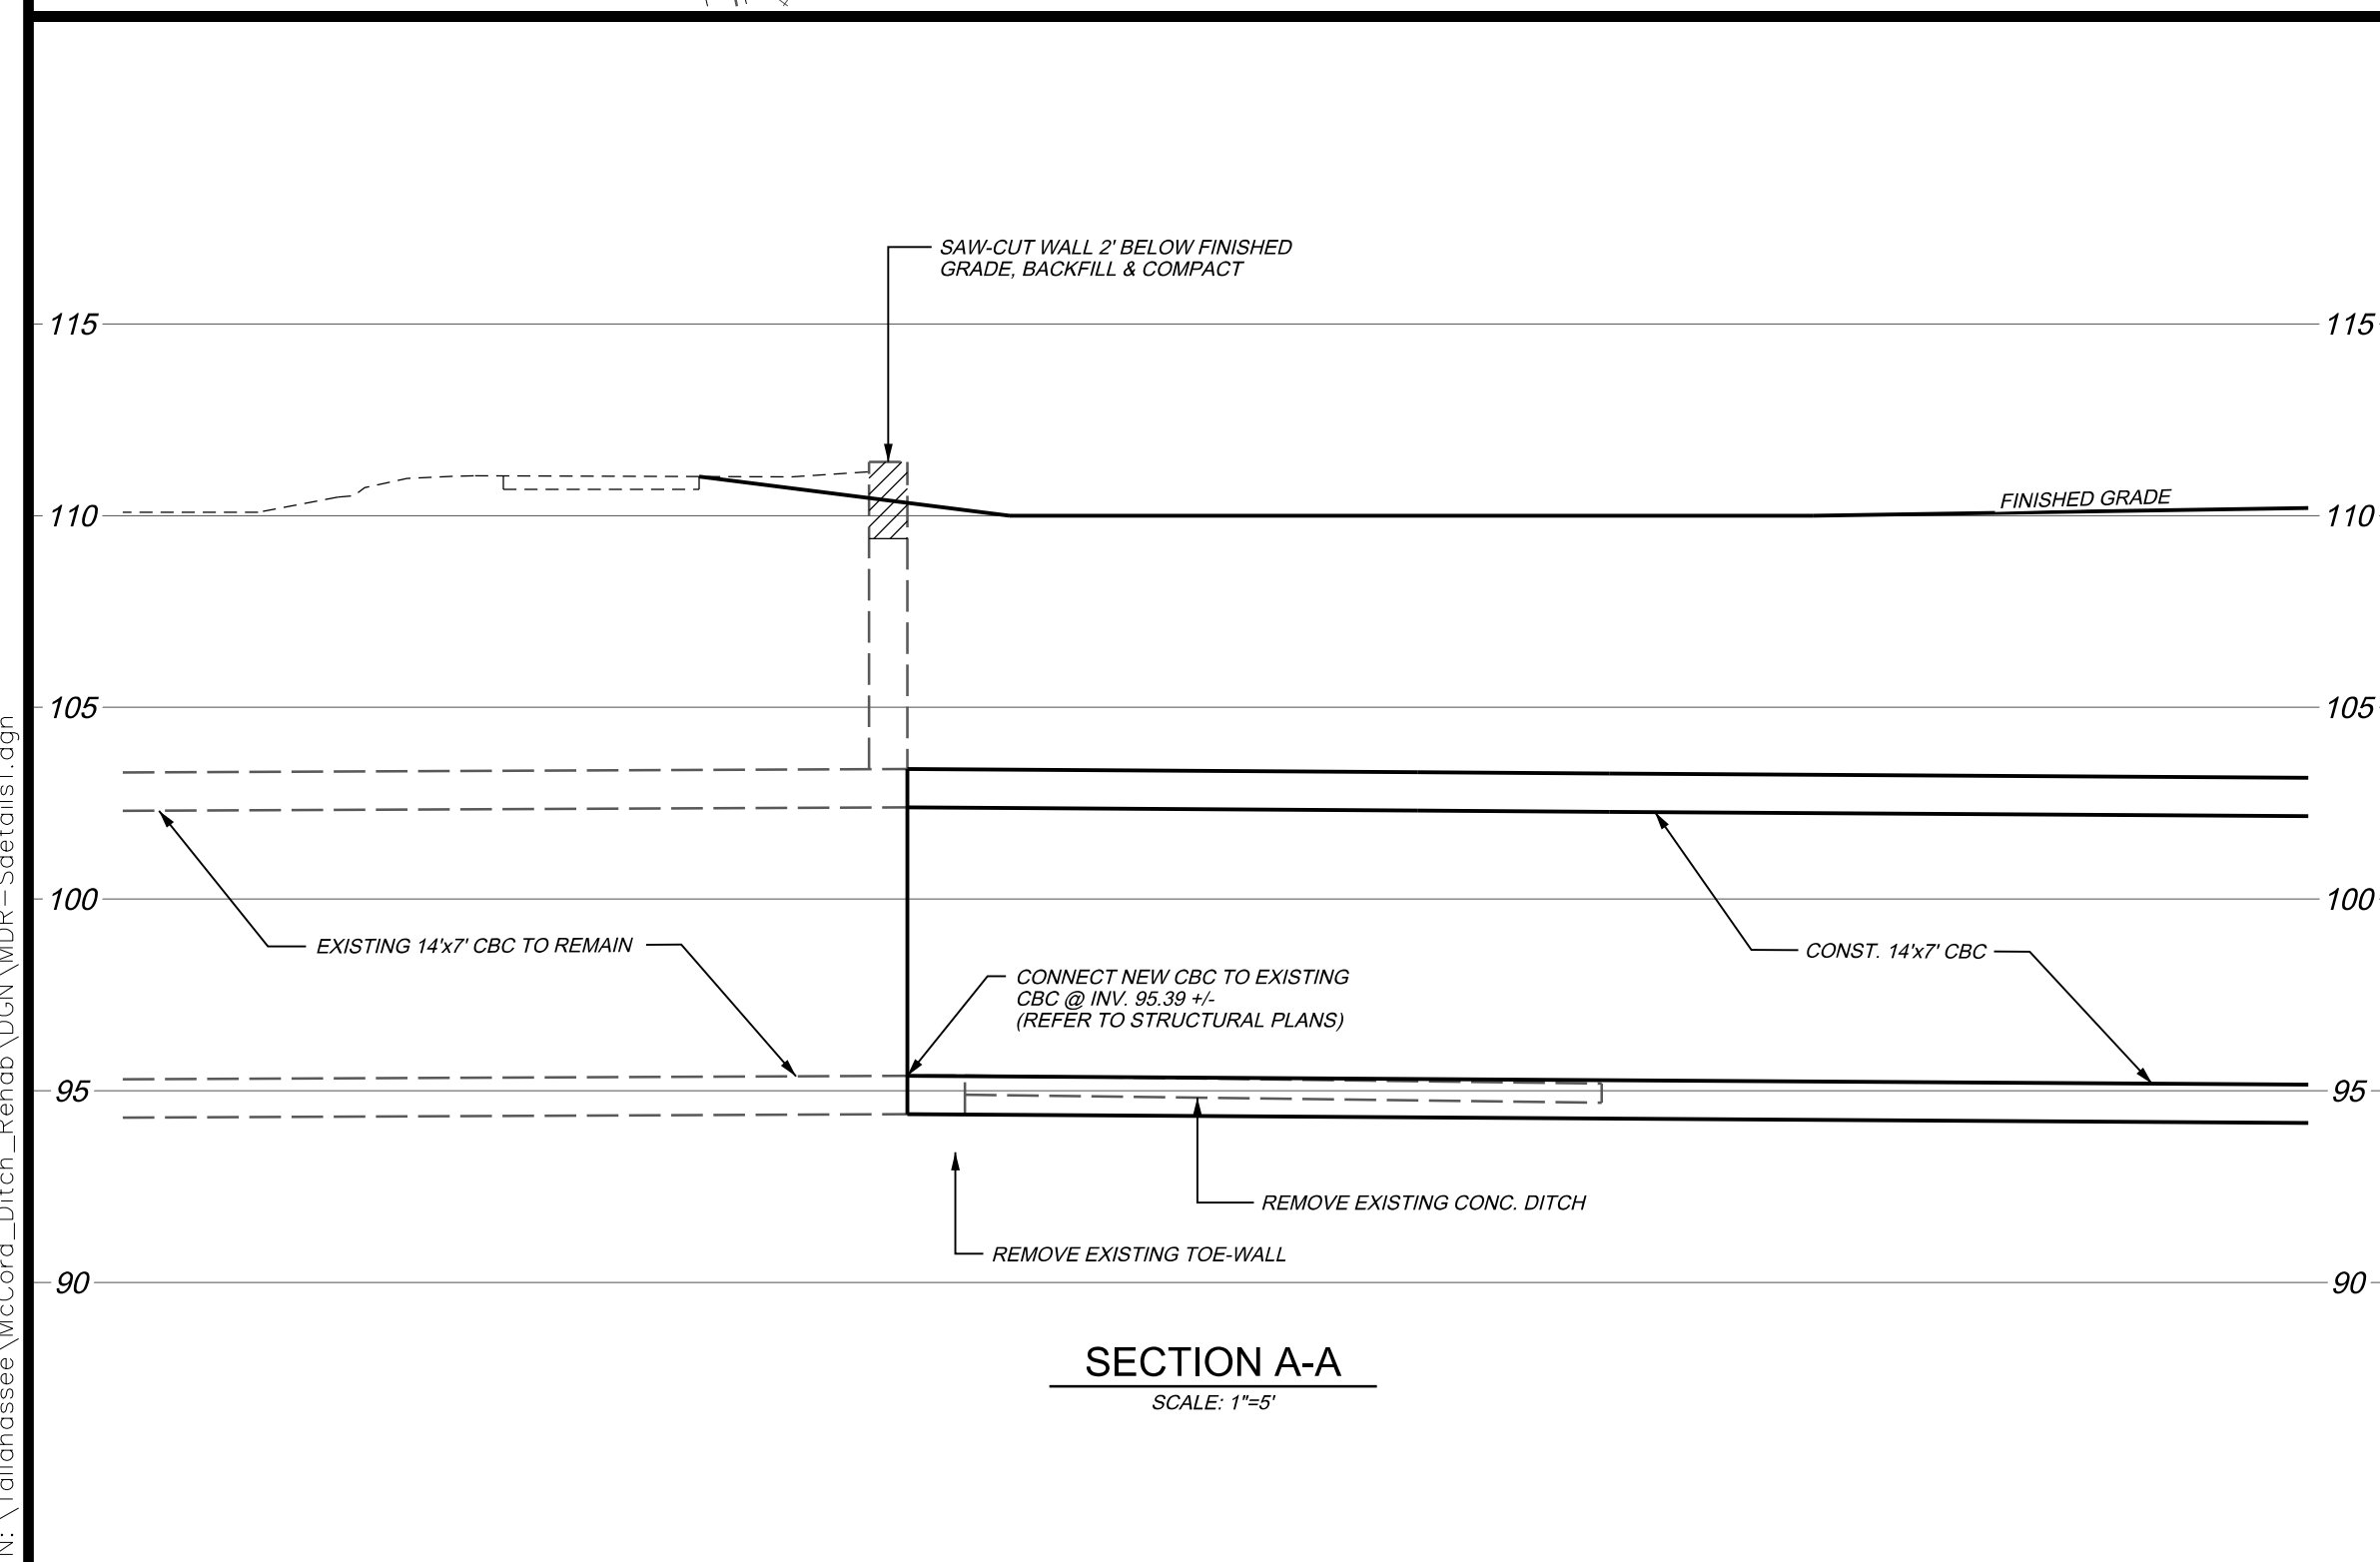 SAW-CUT WALL 2' BELOW FINISHED
GRADE, BACKFILL & COMPACT
115 115
FINISHED GRADE
110 110
105 105
100 100
EXISTING 14'x7' CBC TO REMAIN
CONST. 14'x7' CBC
CONNECT NEW CBC TO EXISTING
CBC @ INV. 95.39 +/-
(REFER TO STRUCTURAL PLANS)
95 95
REMOVE EXISTING CONC. DITCH
REMOVE EXISTING TOE-WALL
90 90
SECTION A-A
SCALE: 1"=5'
N:\Tallahassee\McCord_Ditch_Rehab\DGN\MDR-Sdetails1.dgn